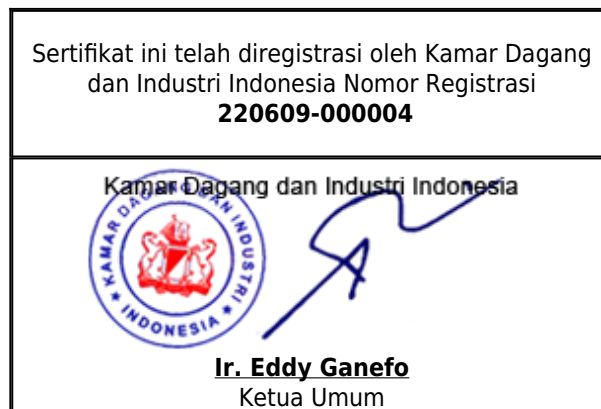 Sertifikat ini telah diregistrasi oleh Kamar Dagang
dan Industri Indonesia Nomor Registrasi
220609-000004
Kamar Dagang dan Industri Indonesia
KAMAR DAGANG DAN INDUSTRI
★ INDONESIA ★
Ir. Eddy Ganefo
Ketua Umum